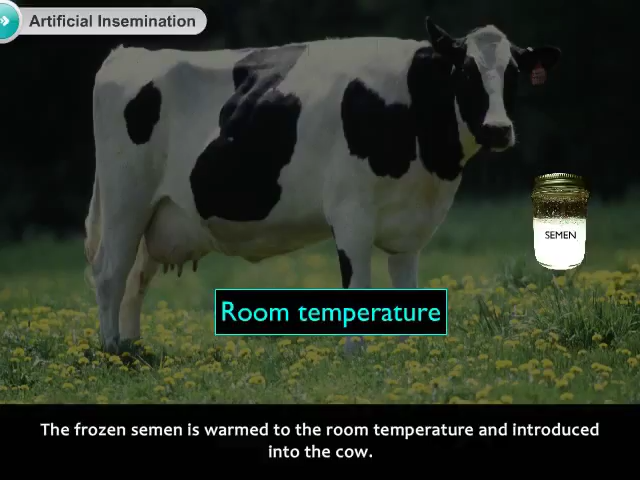 Artificial Insemination
SEMEN
Room temperature
The frozen semen is warmed to the room temperature and introduced
into the cow.